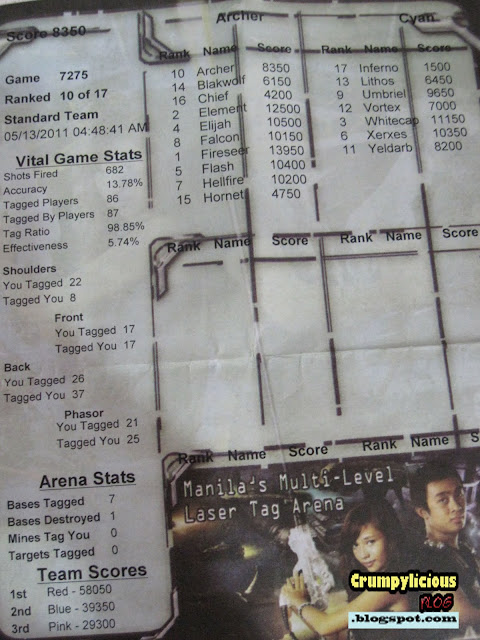 Archer Cyan
Score 8350
Game 7275
Ranked 10 of 17
Standard Team
05/13/2011 04:48:41 AM
Vital Game Stats
Shots Fired 682
Accuracy 13.78%
Tagged Players 86
Tagged By Players 87
Tag Ratio 98.85%
Effectiveness 5.74%
Shoulders
You Tagged 22
Tagged You 8
Front
You Tagged 17
Tagged You 17
Back
You Tagged 26
Tagged You 37
Phasor
You Tagged 21
Tagged You 25
Arena Stats
Bases Tagged 7
Bases Destroyed 1
Mines Tag You 0
Targets Tagged 0
Team Scores
1st Red - 58050
2nd Blue - 39350
3rd Pink - 29300
Rank Name Score
10 Archer 8350
14 Blakwolf 6150
16 Chief 4200
2 Element 12500
4 Elijah 10500
8 Falcon 10150
1 Fireseer 13950
5 Flash 10400
7 Hellfire 10200
15 Hornet 4750
Rank Name Score
17 Inferno 1500
13 Lithos 6450
9 Umbriel 9650
12 Vortex 7000
3 Whitecap 11150
6 Xerxes 10350
11 Yeldarb 8200
Rank Name Score Rank Name Score
Rank Name Score Rank Name
Manila's Multi-Level
Laser Tag Arena
Crumpylicious
BLOG
.blogspot.com